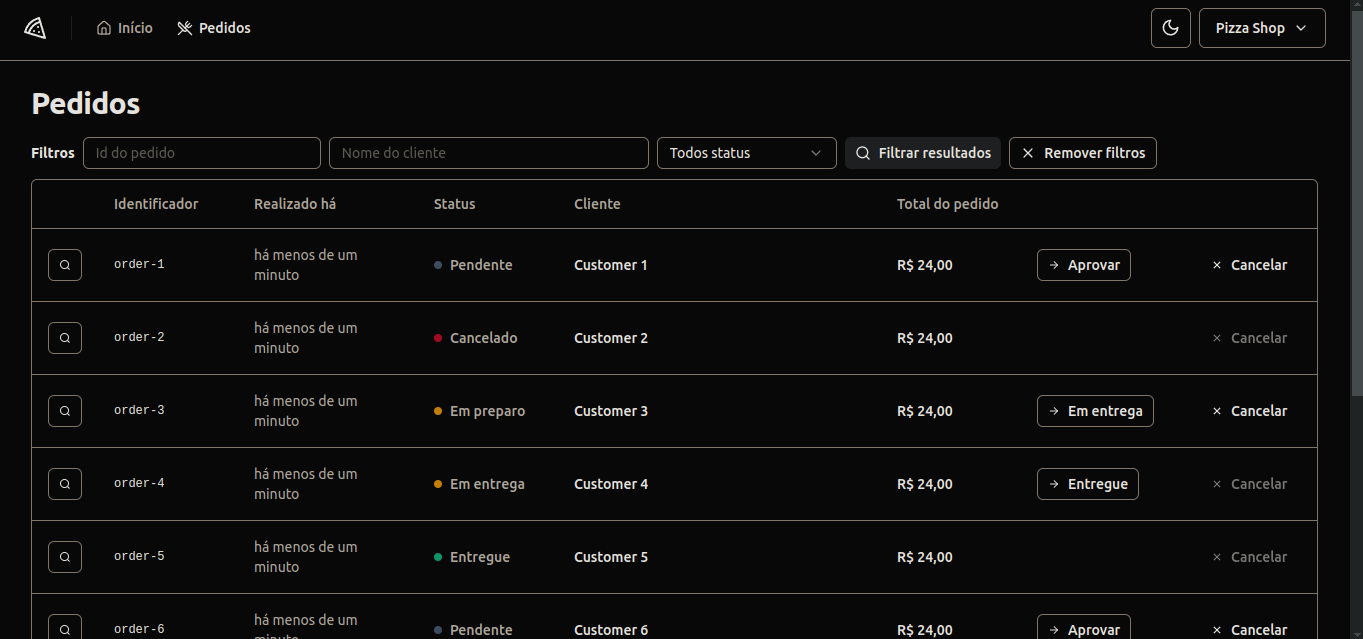 Início Pedidos Pizza Shop
Pedidos
Filtros Id do pedido Nome do cliente Todos status Filtrar resultados Remover filtros
Identificador Realizado há Status Cliente Total do pedido
order-1 há menos de um minuto Pendente Customer 1 R$ 24,00 Aprovar Cancelar
order-2 há menos de um minuto Cancelado Customer 2 R$ 24,00 Cancelar
order-3 há menos de um minuto Em preparo Customer 3 R$ 24,00 Em entrega Cancelar
order-4 há menos de um minuto Em entrega Customer 4 R$ 24,00 Entregue Cancelar
order-5 há menos de um minuto Entregue Customer 5 R$ 24,00 Cancelar
order-6 há menos de um minuto Pendente Customer 6 R$ 24,00 Aprovar Cancelar